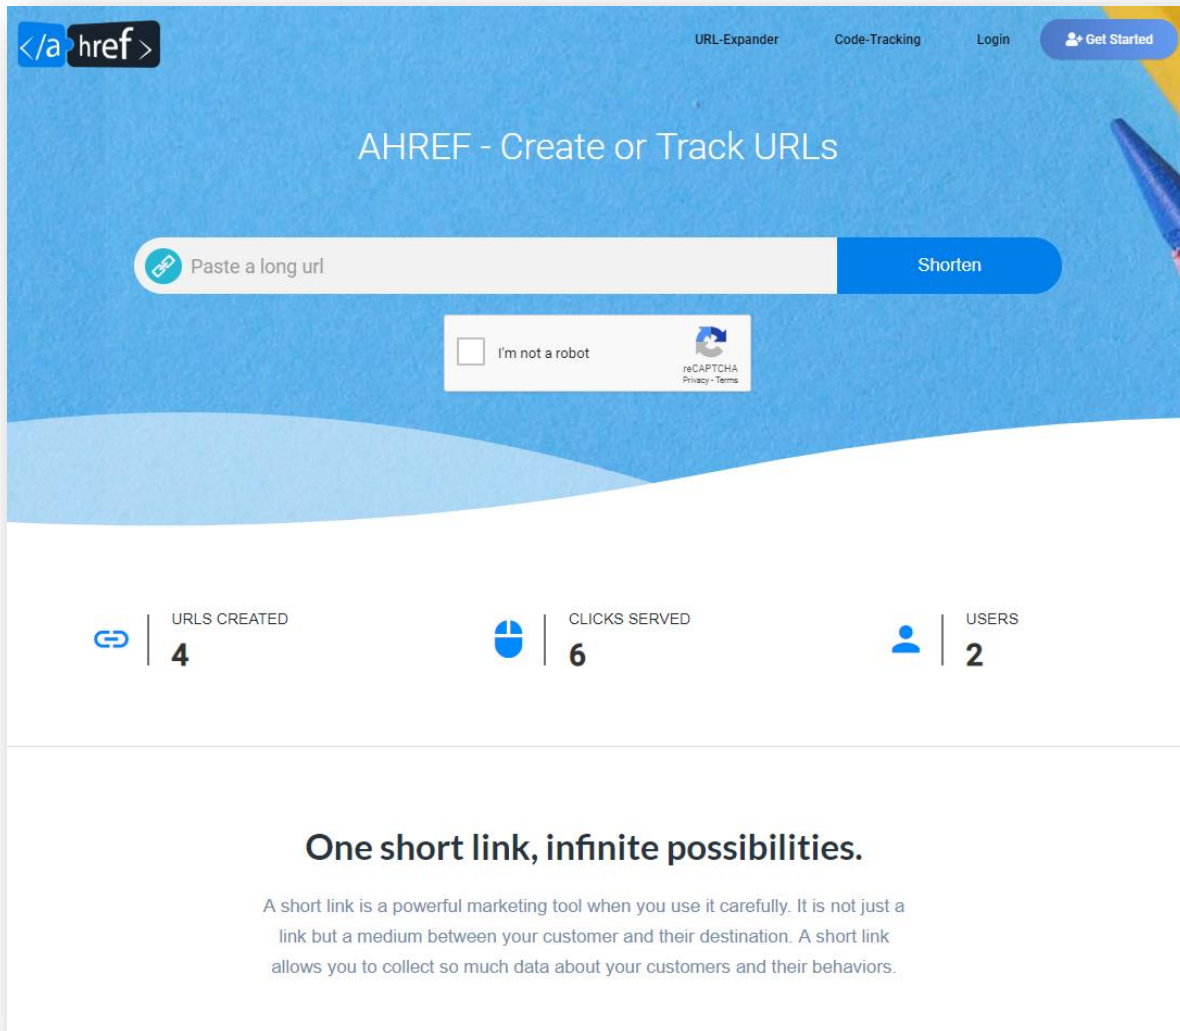 </a href>
URL-Expander
Code-Tracking
Login
Get Started
AHREF - Create or Track URLs
Paste a long url
Shorten
I'm not a robot
reCAPTCHA
Privacy - Terms
URLS CREATED
4
CLICKS SERVED
6
USERS
2
One short link, infinite possibilities.
A short link is a powerful marketing tool when you use it carefully. It is not just a
link but a medium between your customer and their destination. A short link
allows you to collect so much data about your customers and their behaviors.